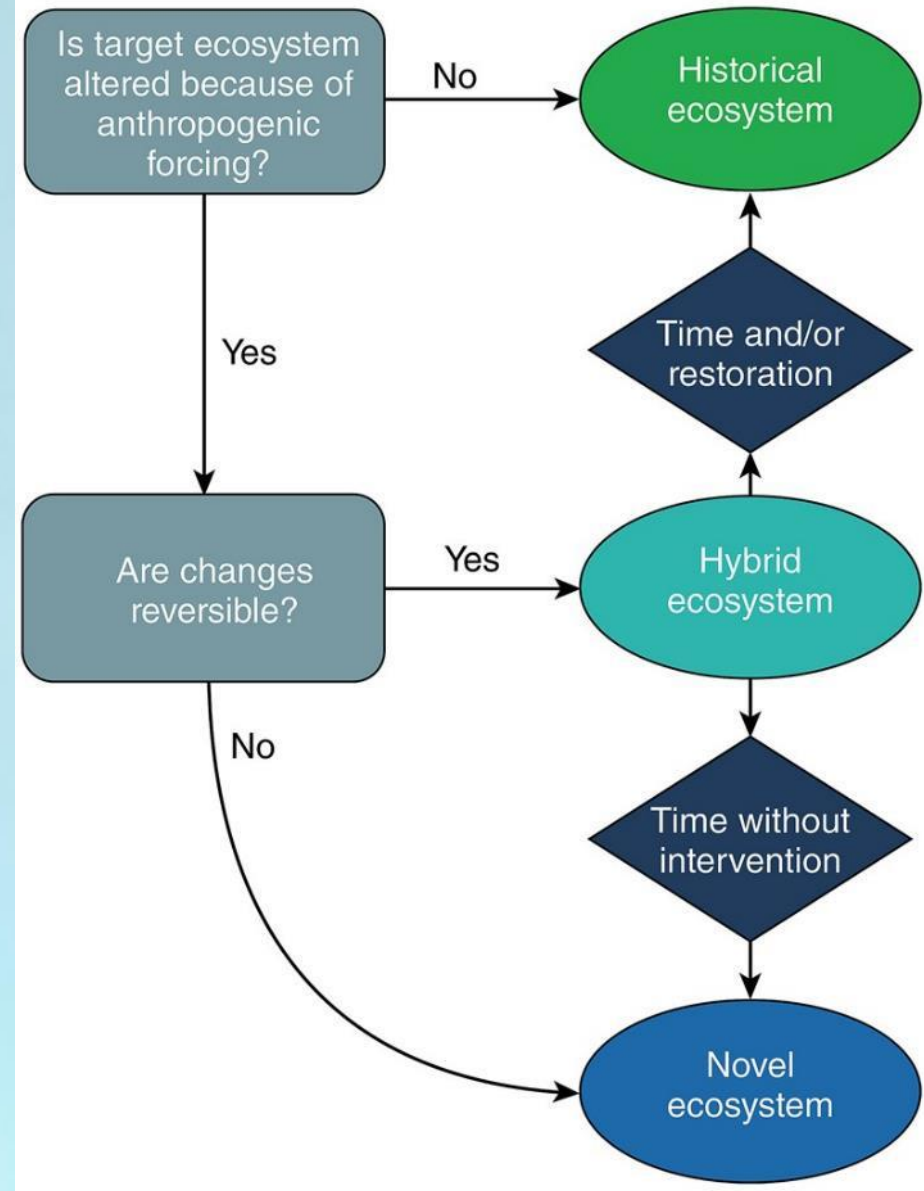 Is target ecosystem
altered because of
anthropogenic
forcing?
No
Historical
ecosystem
Time and/or
restoration
Yes
Are changes
reversible?
Yes
Hybrid
ecosystem
No
Time without
intervention
Novel
ecosystem